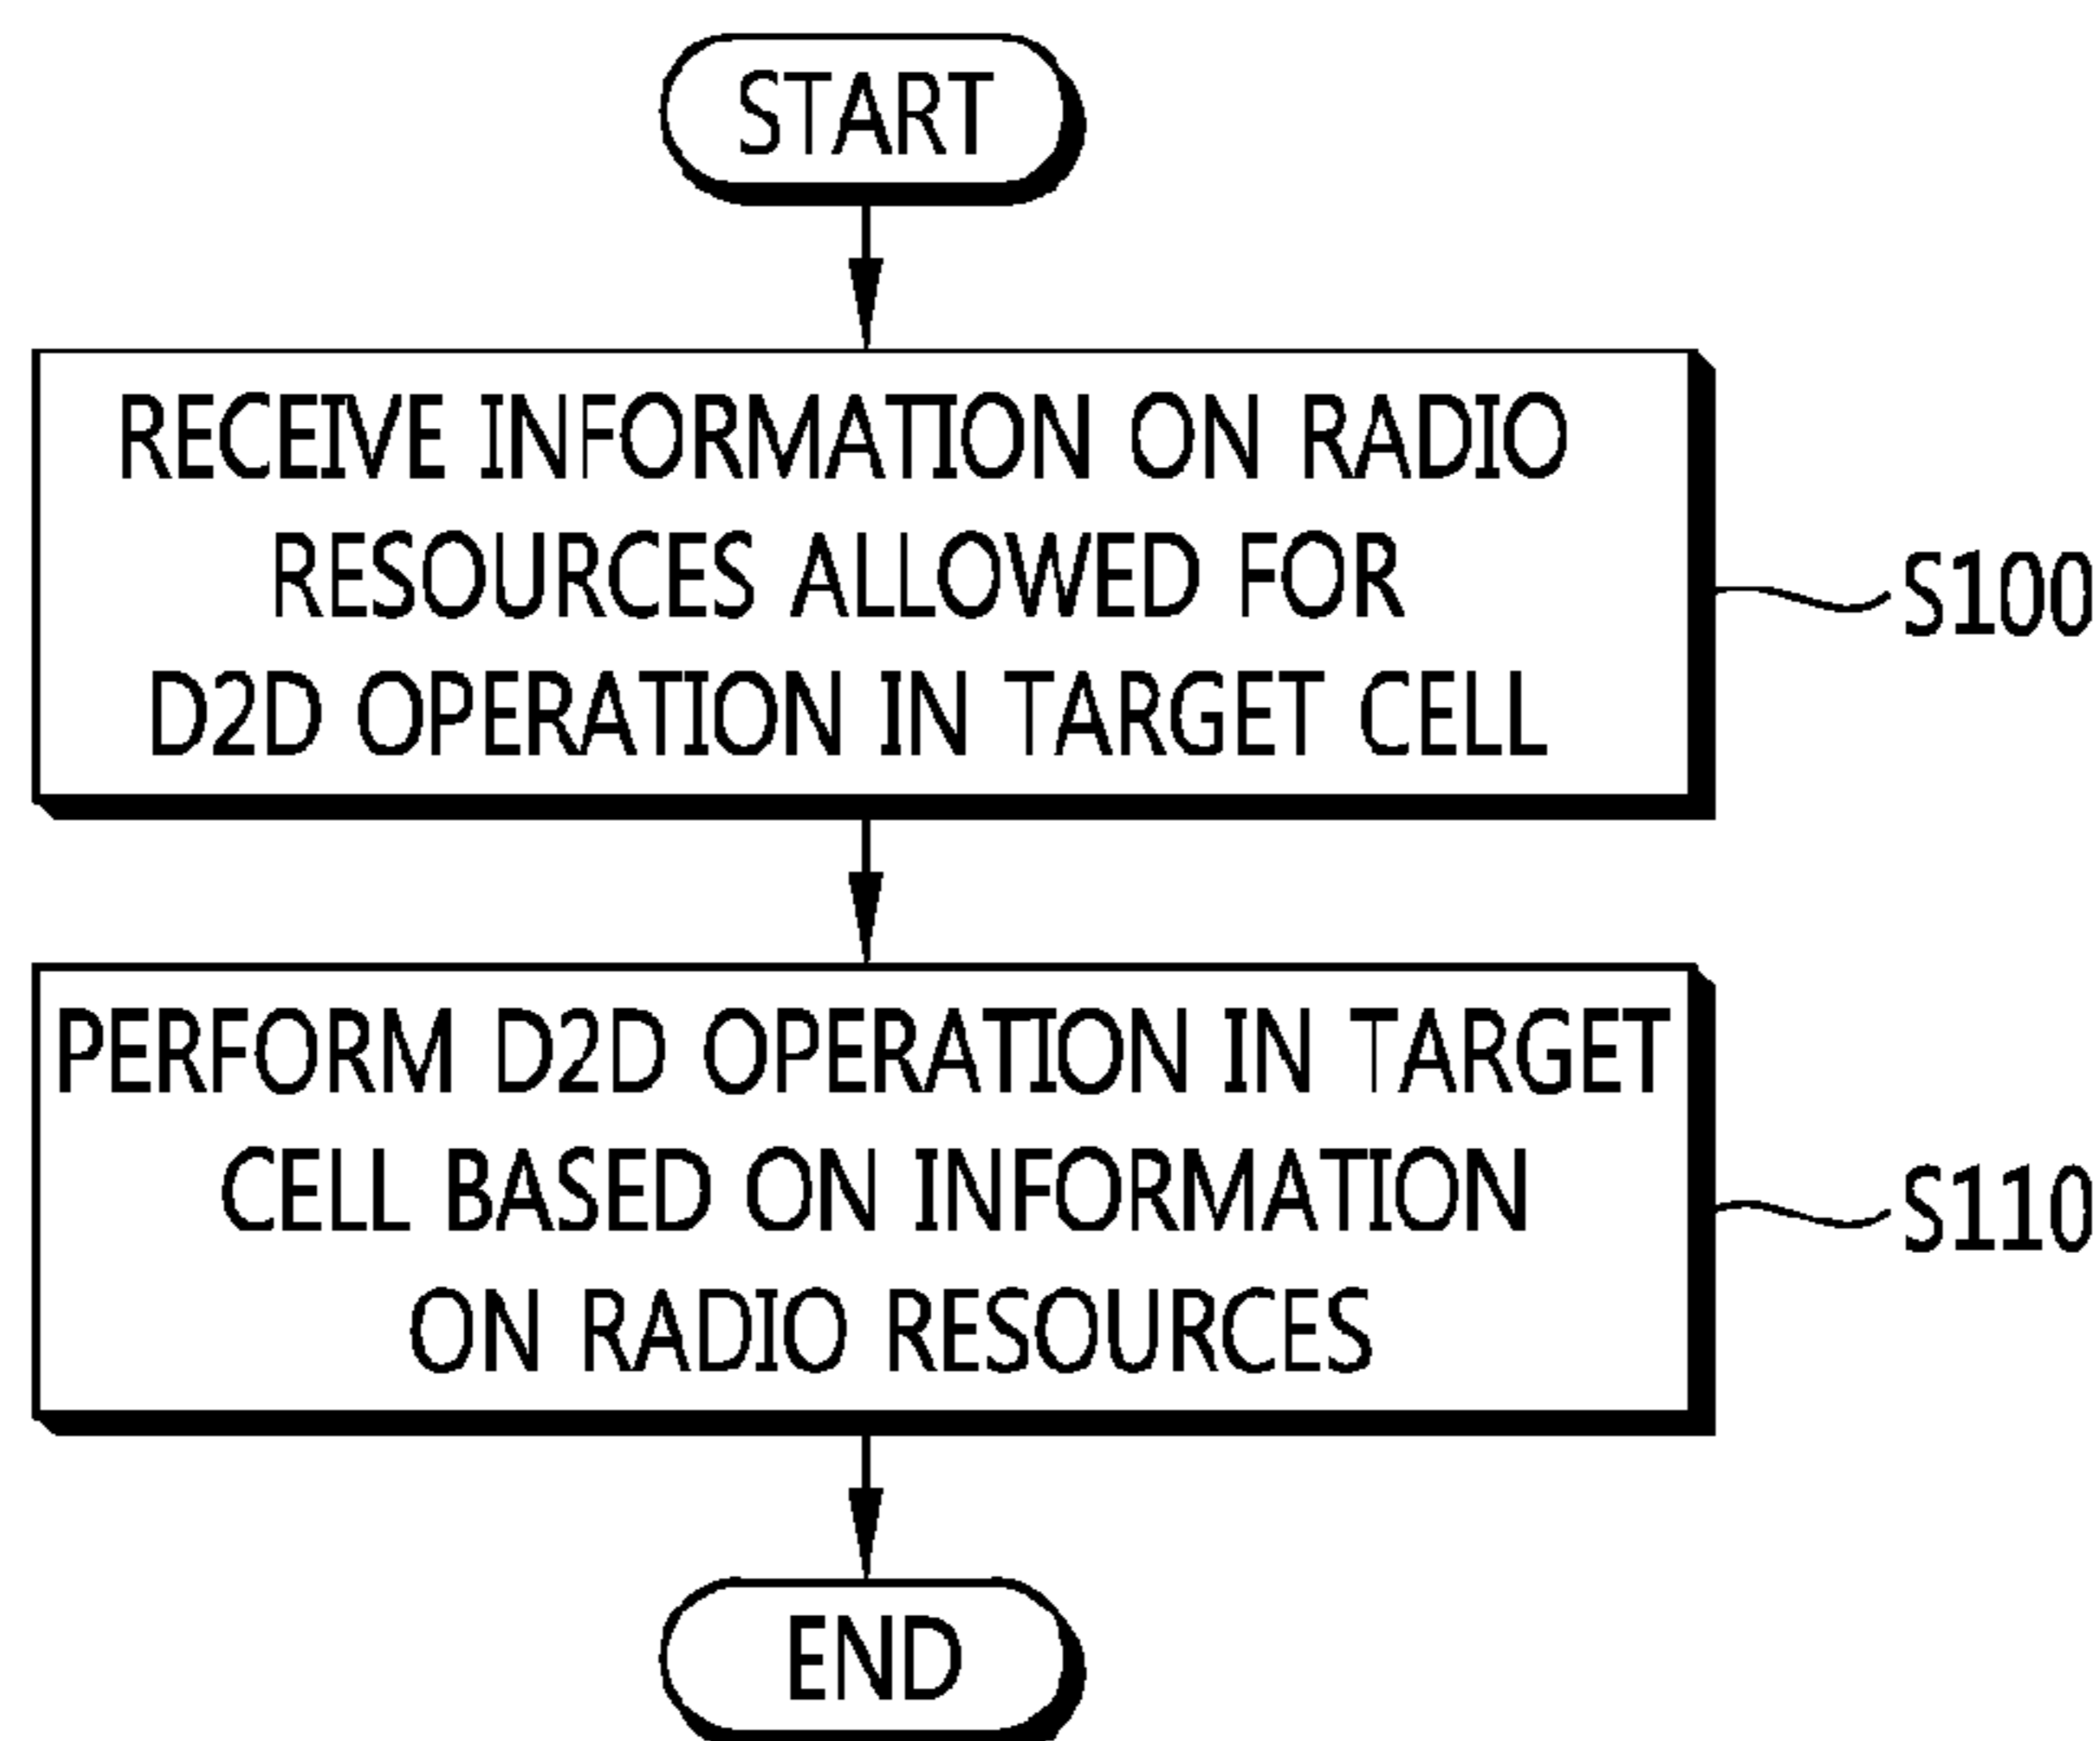 START
RECEIVE INFORMATION ON RADIO
RESOURCES ALLOWED FOR
D2D OPERATION IN TARGET CELL
S100
PERFORM D2D OPERATION IN TARGET
CELL BASED ON INFORMATION
ON RADIO RESOURCES
S110
END